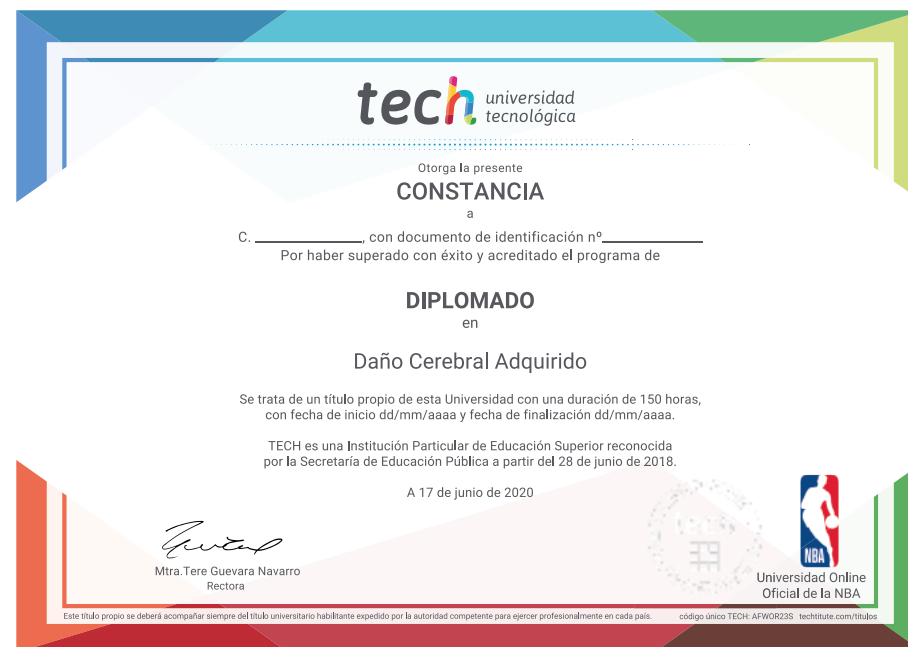 tech universidad
tecnológica
Otorga la presente
CONSTANCIA
a
C. ______________, con documento de identificación nº_____________
Por haber superado con éxito y acreditado el programa de
DIPLOMADO
en
Daño Cerebral Adquirido
Se trata de un título propio de esta Universidad con una duración de 150 horas,
con fecha de inicio dd/mm/aaaa y fecha de finalización dd/mm/aaaa.
TECH es una Institución Particular de Educación Superior reconocida
por la Secretaría de Educación Pública a partir del 28 de junio de 2018.
A 17 de junio de 2020
tech
NBA
Mtra.Tere Guevara Navarro
Rectora
Universidad Online
Oficial de la NBA
Este título propio se deberá acompañar siempre del título universitario habilitante expedido por la autoridad competente para ejercer profesionalmente en cada país. código único TECH: AFWOR23S techtitute.com/titulos